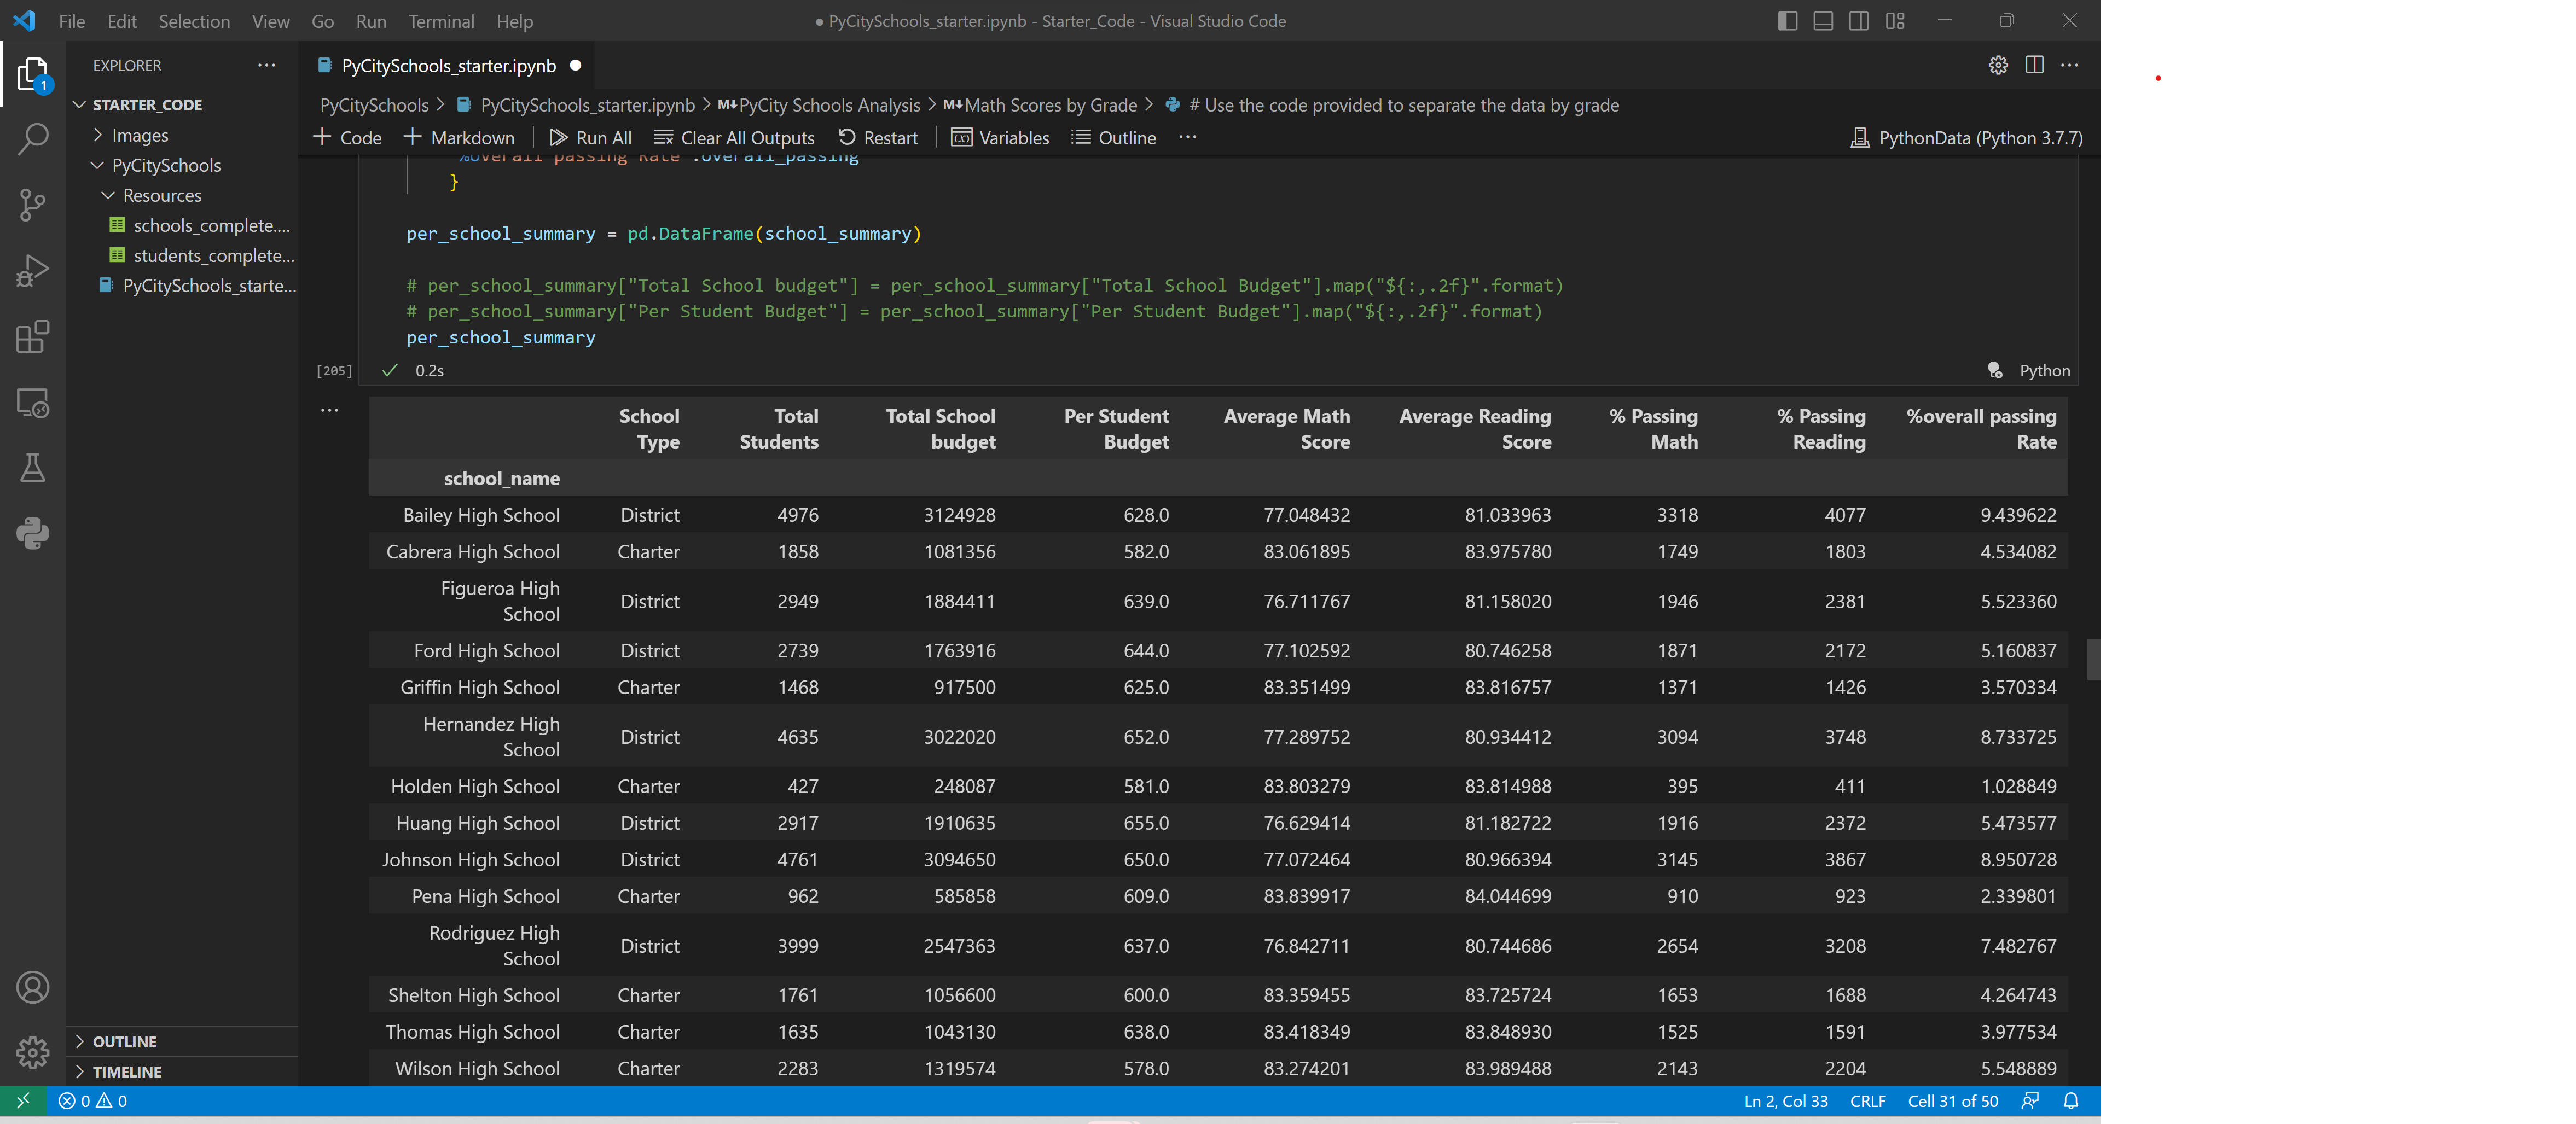 File Edit Selection View Go Run Terminal Help
● PyCitySchools_starter.ipynb - Starter_Code - Visual Studio Code
EXPLORER
1
STARTER_CODE
Images
PyCitySchools
Resources
schools_complete....
students_complete...
PyCitySchools_starte...
OUTLINE
TIMELINE
PyCitySchools_starter.ipynb ●
PyCitySchools > PyCitySchools_starter.ipynb > M↓PyCity Schools Analysis > M↓Math Scores by Grade > # Use the code provided to separate the data by grade
+ Code + Markdown | Run All Clear All Outputs Restart | Variables Outline ...
PythonData (Python 3.7.7)
%overall passing Rate":overall_passing
}
per_school_summary = pd.DataFrame(school_summary)
# per_school_summary["Total School budget"] = per_school_summary["Total School Budget"].map("${:,.2f}".format)
# per_school_summary["Per Student Budget"] = per_school_summary["Per Student Budget"].map("${:,.2f}".format)
per_school_summary
[205] 0.2s Python
School Type Total Students Total School budget Per Student Budget Average Math Score Average Reading Score % Passing Math % Passing Reading %overall passing Rate
school_name
Bailey High School District 4976 3124928 628.0 77.048432 81.033963 3318 4077 9.439622
Cabrera High School Charter 1858 1081356 582.0 83.061895 83.975780 1749 1803 4.534082
Figueroa High School District 2949 1884411 639.0 76.711767 81.158020 1946 2381 5.523360
Ford High School District 2739 1763916 644.0 77.102592 80.746258 1871 2172 5.160837
Griffin High School Charter 1468 917500 625.0 83.351499 83.816757 1371 1426 3.570334
Hernandez High School District 4635 3022020 652.0 77.289752 80.934412 3094 3748 8.733725
Holden High School Charter 427 248087 581.0 83.803279 83.814988 395 411 1.028849
Huang High School District 2917 1910635 655.0 76.629414 81.182722 1916 2372 5.473577
Johnson High School District 4761 3094650 650.0 77.072464 80.966394 3145 3867 8.950728
Pena High School Charter 962 585858 609.0 83.839917 84.044699 910 923 2.339801
Rodriguez High School District 3999 2547363 637.0 76.842711 80.744686 2654 3208 7.482767
Shelton High School Charter 1761 1056600 600.0 83.359455 83.725724 1653 1688 4.264743
Thomas High School Charter 1635 1043130 638.0 83.418349 83.848930 1525 1591 3.977534
Wilson High School Charter 2283 1319574 578.0 83.274201 83.989488 2143 2204 5.548889
0 0
Ln 2, Col 33 CRLF Cell 31 of 50